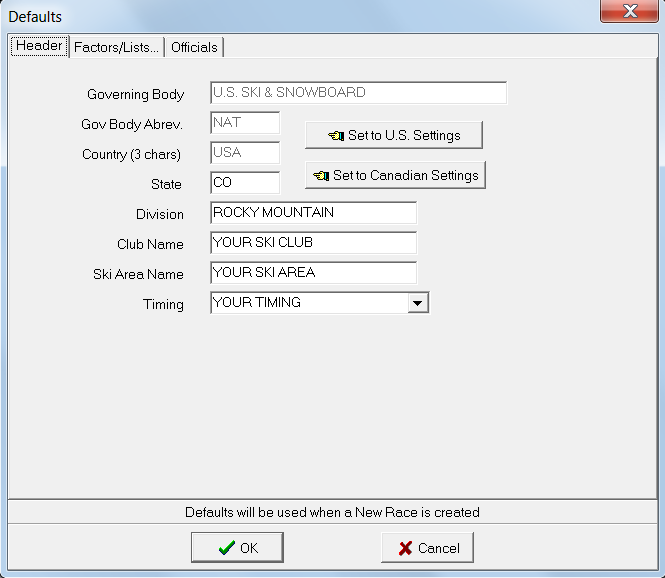 Defaults
Header Factors/Lists... Officials
Governing Body U.S. SKI & SNOWBOARD
Gov Body Abrev. NAT
Set to U.S. Settings
Country (3 chars) USA
Set to Canadian Settings
State CO
Division ROCKY MOUNTAIN
Club Name YOUR SKI CLUB
Ski Area Name YOUR SKI AREA
Timing YOUR TIMING
Defaults will be used when a New Race is created
OK Cancel